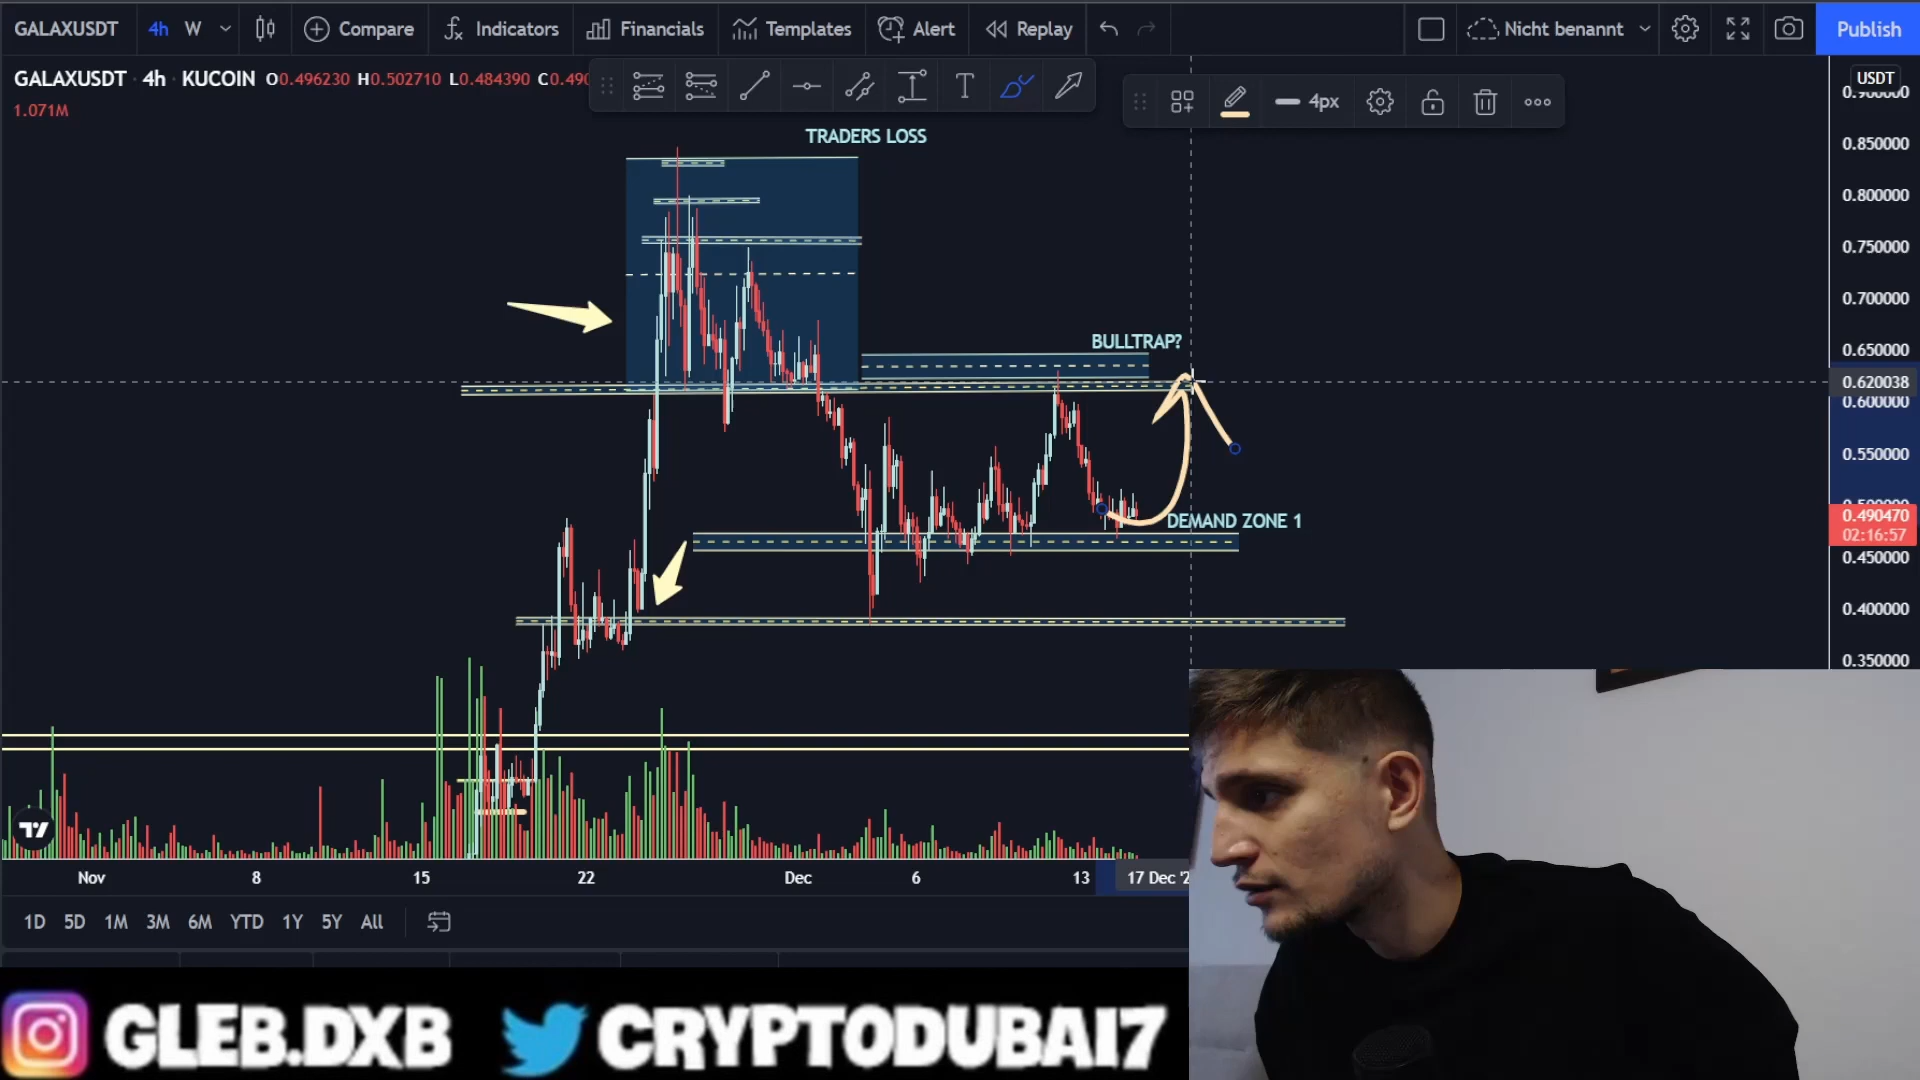 GALAXUSDT 4h W Compare Indicators Financials Templates Alert Replay Nicht benannt Publish
GALAXUSDT · 4h · KUCOIN O0.496230 H0.502710 L0.484390 C0.490
1.071M
T
4px
USDT
TRADERS LOSS
0.850000
0.800000
0.750000
0.700000
BULLTRAP?
0.650000
0.620038
0.600000
0.550000
0.490470
DEMAND ZONE 1
02:16:57
0.450000
0.400000
0.350000
Nov 8 15 22 Dec 6 13 17 Dec '2
1D 5D 1M 3M 6M YTD 1Y 5Y All
GLEB.DXB CRYPTODUBAI7